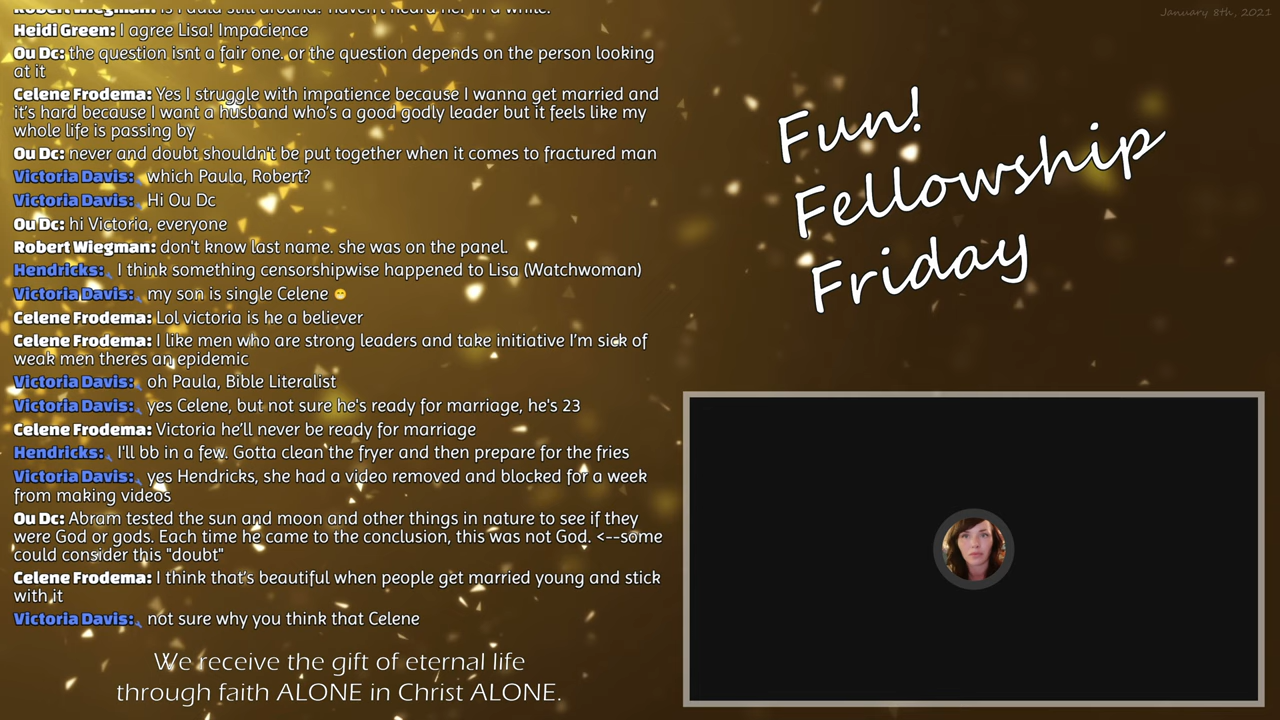 Robert Wiegman: is Paula still around? Haven't heard her in a while.
Heidi Green: I agree Lisa! Impacience
Ou Dc: the question isnt a fair one. or the question depends on the person looking
at it
Celene Frodema: Yes I struggle with impatience because I wanna get married and
it's hard because I want a husband who's a good godly leader but it feels like my
whole life is passing by
Ou Dc: never and doubt shouldn't be put together when it comes to fractured man
Victoria Davis: which Paula, Robert?
Victoria Davis: Hi Ou Dc
Ou Dc: hi Victoria, everyone
Robert Wiegman: don't know last name. she was on the panel.
Hendricks: I think something censorshipwise happened to Lisa (Watchwoman)
Victoria Davis: my son is single Celene 😁
Celene Frodema: Lol victoria is he a believer
Celene Frodema: I like men who are strong leaders and take initiative I'm sick of
weak men theres an epidemic
Victoria Davis: oh Paula, Bible Literalist
Victoria Davis: yes Celene, but not sure he's ready for marriage, he's 23
Celene Frodema: Victoria he'll never be ready for marriage
Hendricks: I'll bb in a few. Gotta clean the fryer and then prepare for the fries
Victoria Davis: yes Hendricks, she had a video removed and blocked for a week
from making videos
Ou Dc: Abram tested the sun and moon and other things in nature to see if they
were God or gods. Each time he came to the conclusion, this was not God. <--some
could consider this "doubt"
Celene Frodema: I think that's beautiful when people get married young and stick
with it
Victoria Davis: not sure why you think that Celene
We receive the gift of eternal life
through faith ALONE in Christ ALONE.
January 8th, 2021
Fun!
Fellowship
Friday